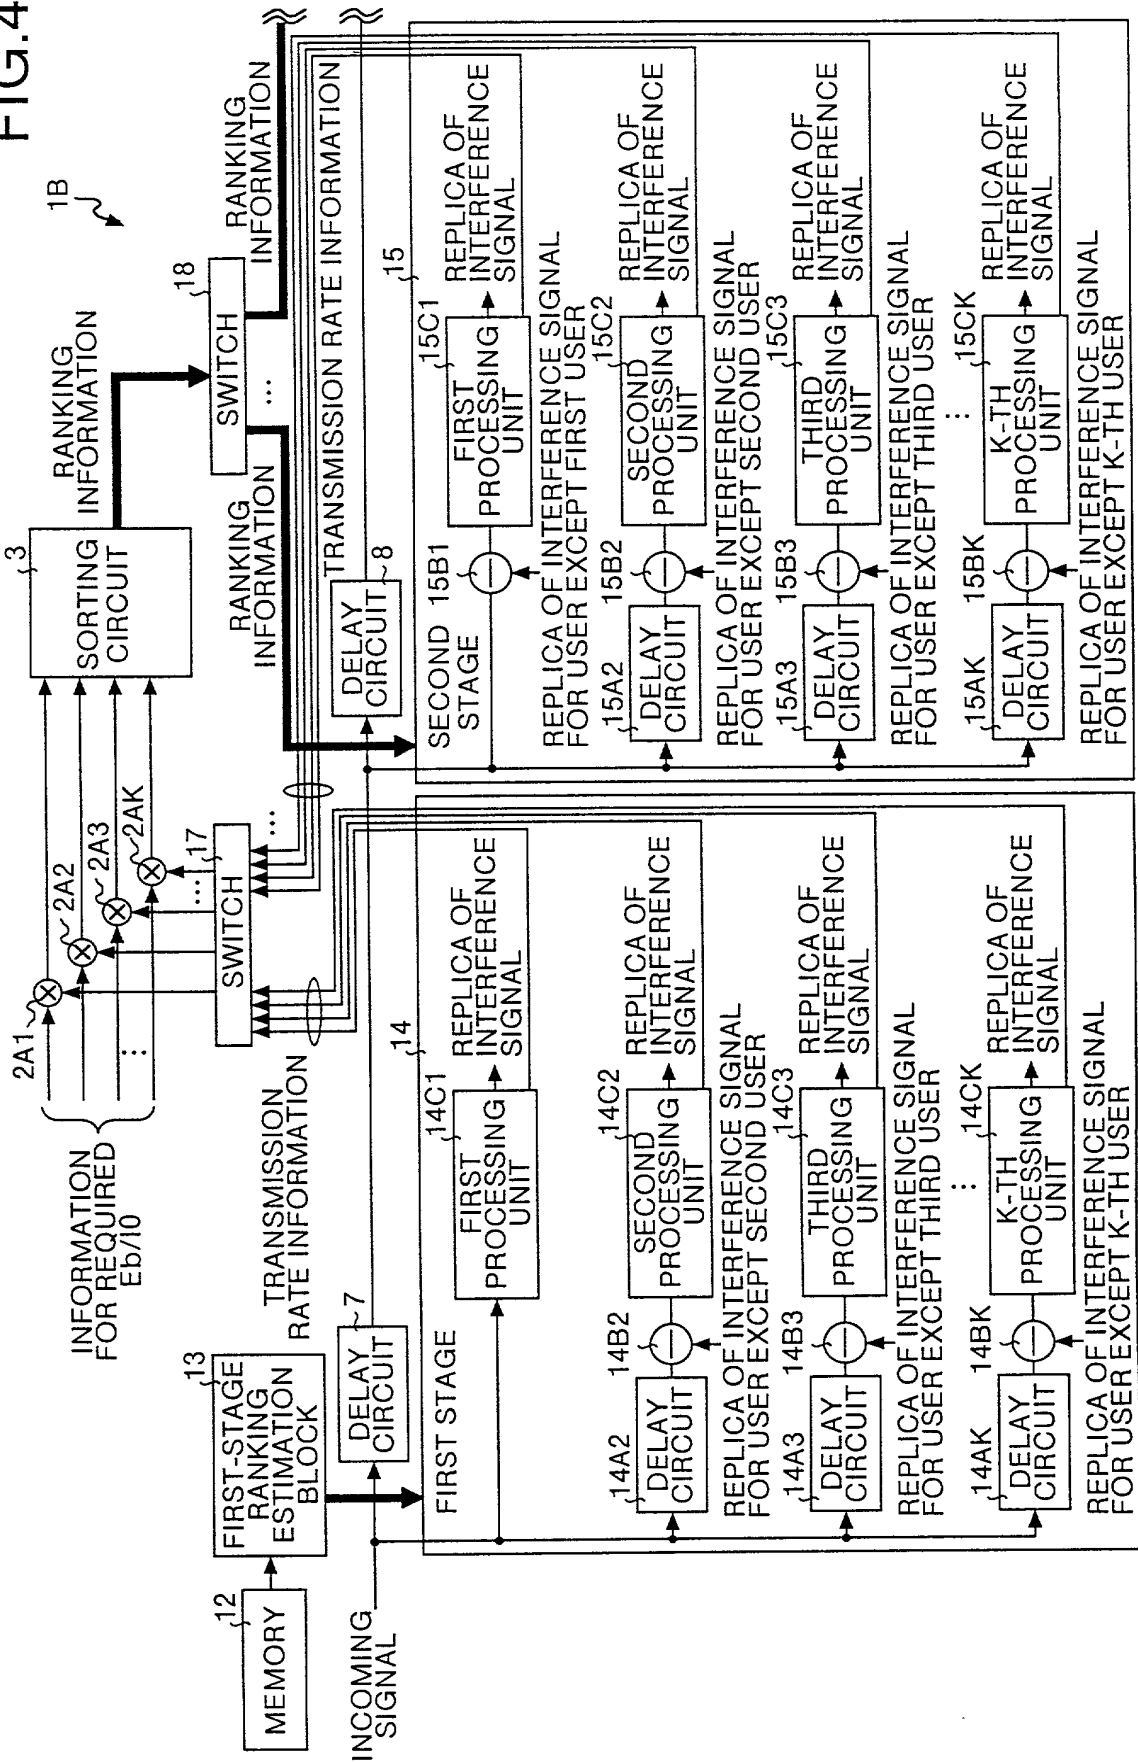 FIG.4
1B
INFORMATION
FOR REQUIRED
Eb/I0
2A1
2A2
2A3
2AK
...
3
SORTING
CIRCUIT
RANKING
INFORMATION
17
SWITCH
...
...
18
SWITCH
...
RANKING
INFORMATION
RANKING
INFORMATION
12
MEMORY
13
FIRST-STAGE
RANKING
ESTIMATION
BLOCK
TRANSMISSION
RATE INFORMATION
TRANSMISSION RATE INFORMATION
INCOMING
SIGNAL
7
DELAY
CIRCUIT
8
DELAY
CIRCUIT
14
FIRST STAGE
14C1
FIRST
PROCESSING
UNIT
REPLICA OF
INTERFERENCE
SIGNAL
14A2
DELAY
CIRCUIT
14B2
14C2
SECOND
PROCESSING
UNIT
REPLICA OF
INTERFERENCE
SIGNAL
REPLICA OF INTERFERENCE SIGNAL
FOR USER EXCEPT SECOND USER
14A3
DELAY
CIRCUIT
14B3
14C3
THIRD
PROCESSING
UNIT
REPLICA OF
INTERFERENCE
SIGNAL
REPLICA OF INTERFERENCE SIGNAL
FOR USER EXCEPT THIRD USER
...
14AK
DELAY
CIRCUIT
14BK
14CK
K-TH
PROCESSING
UNIT
REPLICA OF
INTERFERENCE
SIGNAL
REPLICA OF INTERFERENCE SIGNAL
FOR USER EXCEPT K-TH USER
15
SECOND
STAGE
15B1
15C1
FIRST
PROCESSING
UNIT
REPLICA OF
INTERFERENCE
SIGNAL
REPLICA OF INTERFERENCE SIGNAL
FOR USER EXCEPT FIRST USER
15A2
DELAY
CIRCUIT
15B2
15C2
SECOND
PROCESSING
UNIT
REPLICA OF
INTERFERENCE
SIGNAL
REPLICA OF INTERFERENCE SIGNAL
FOR USER EXCEPT SECOND USER
15A3
DELAY
CIRCUIT
15B3
15C3
THIRD
PROCESSING
UNIT
REPLICA OF
INTERFERENCE
SIGNAL
REPLICA OF INTERFERENCE SIGNAL
FOR USER EXCEPT THIRD USER
...
15AK
DELAY
CIRCUIT
15BK
15CK
K-TH
PROCESSING
UNIT
REPLICA OF
INTERFERENCE
SIGNAL
REPLICA OF INTERFERENCE SIGNAL
FOR USER EXCEPT K-TH USER